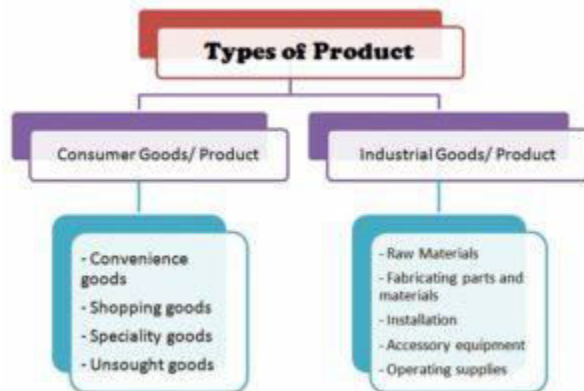 Types of Product
Consumer Goods/ Product
Industrial Goods/ Product
- Convenience
goods
- Shopping goods
- Speciality goods
- Unsought goods
- Raw Materials
- Fabricating parts and
materials
- Installation
- Accessory equipment
- Operating supplies